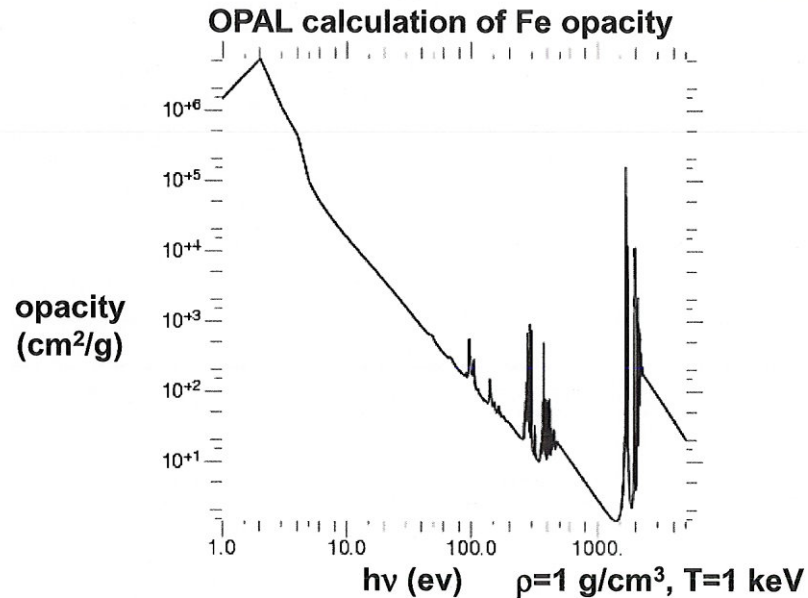 OPAL calculation of Fe opacity
10+6
10+5
10+4
opacity
(cm²/g)
10+3
10+2
10+1
1.0 10.0 100.0 1000.
hν (ev) ρ=1 g/cm³, T=1 keV